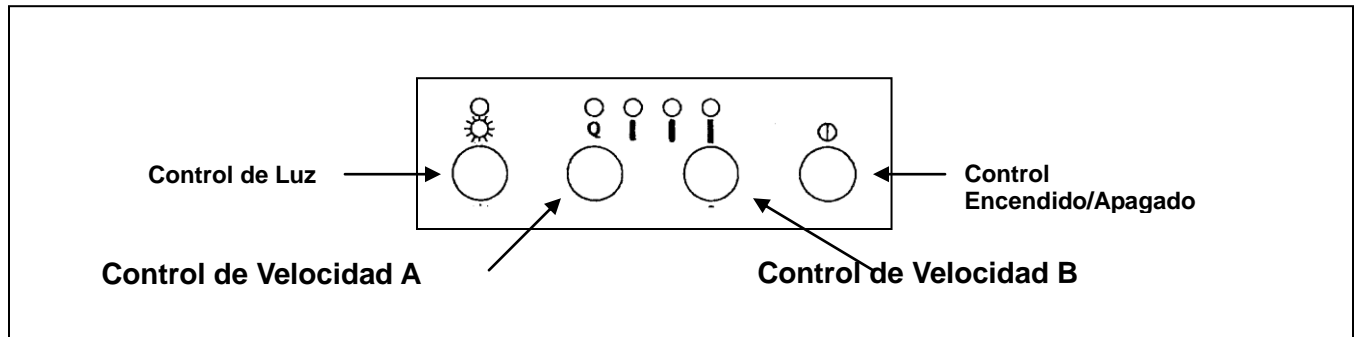 Q
Control de Luz
Control
Encendido/Apagado
Control de Velocidad A
Control de Velocidad B